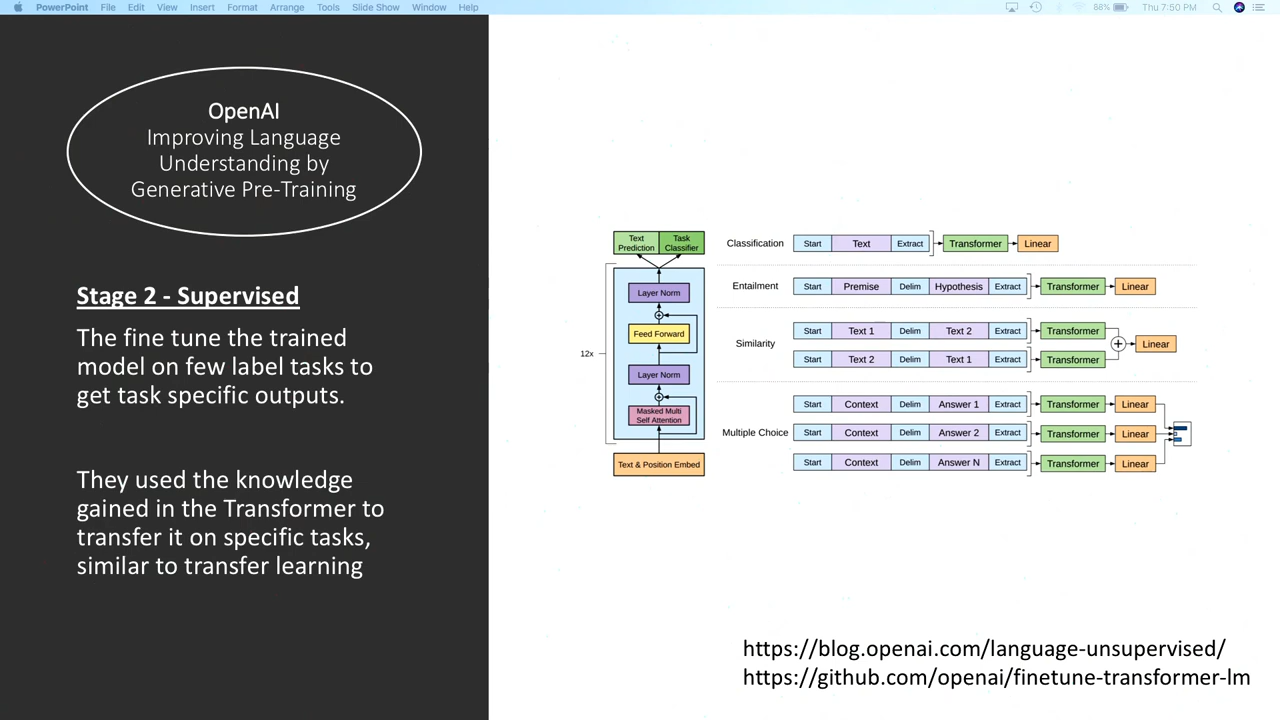 PowerPoint File Edit View Insert Format Arrange Tools Slide Show Window Help 86% Thu 7:50 PM
OpenAI
Improving Language
Understanding by
Generative Pre-Training
Stage 2 - Supervised
The fine tune the trained
model on few label tasks to
get task specific outputs.
They used the knowledge
gained in the Transformer to
transfer it on specific tasks,
similar to transfer learning
Text
Prediction
Task
Classifier
Layer Norm
Feed Forward
12x
Layer Norm
Masked Multi
Self Attention
Text & Position Embed
Classification Start Text Extract Transformer Linear
Entailment Start Premise Delim Hypothesis Extract Transformer Linear
Similarity
Start Text 1 Delim Text 2 Extract Transformer
+ Linear
Start Text 2 Delim Text 1 Extract Transformer
Start Context Delim Answer 1 Extract Transformer Linear
Multiple Choice Start Context Delim Answer 2 Extract Transformer Linear
Start Context Delim Answer N Extract Transformer Linear
https://blog.openai.com/language-unsupervised/
https://github.com/openai/finetune-transformer-lm